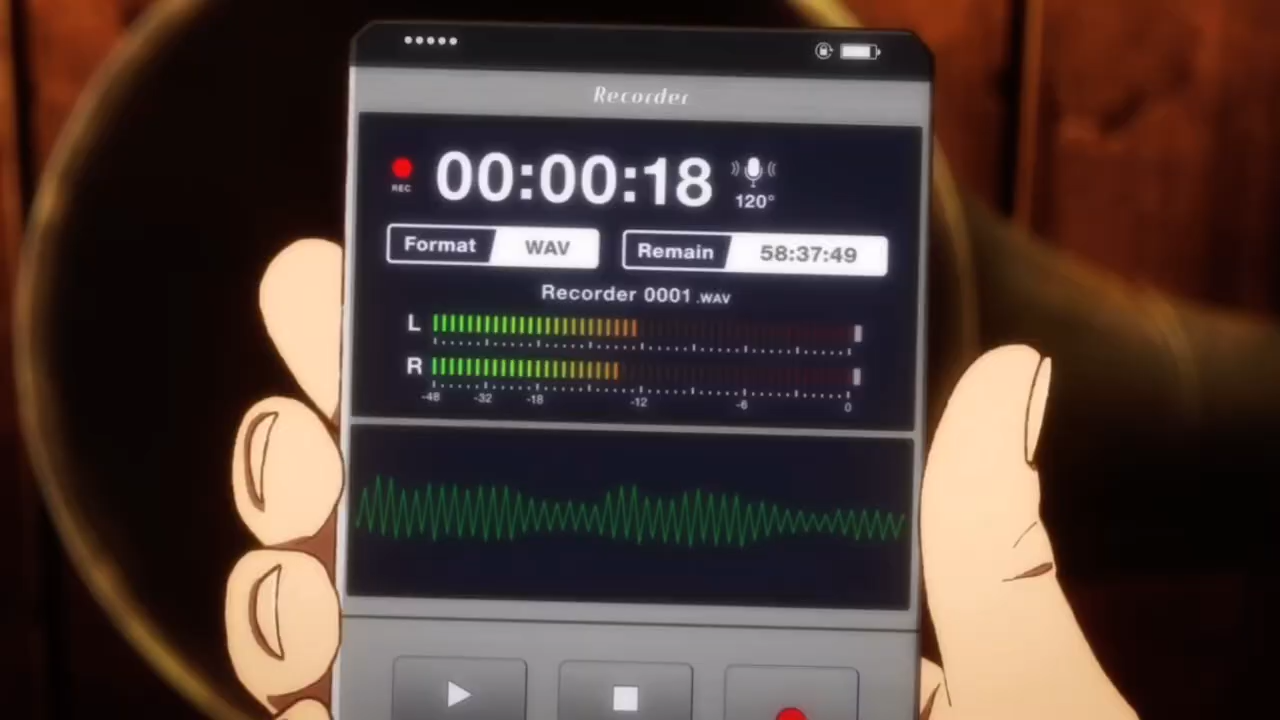 Recorder
REC 00:00:18
120°
Format WAV Remain 58:37:49
Recorder 0001.WAV
L
R
-48 -32 -18 -12 -6 0